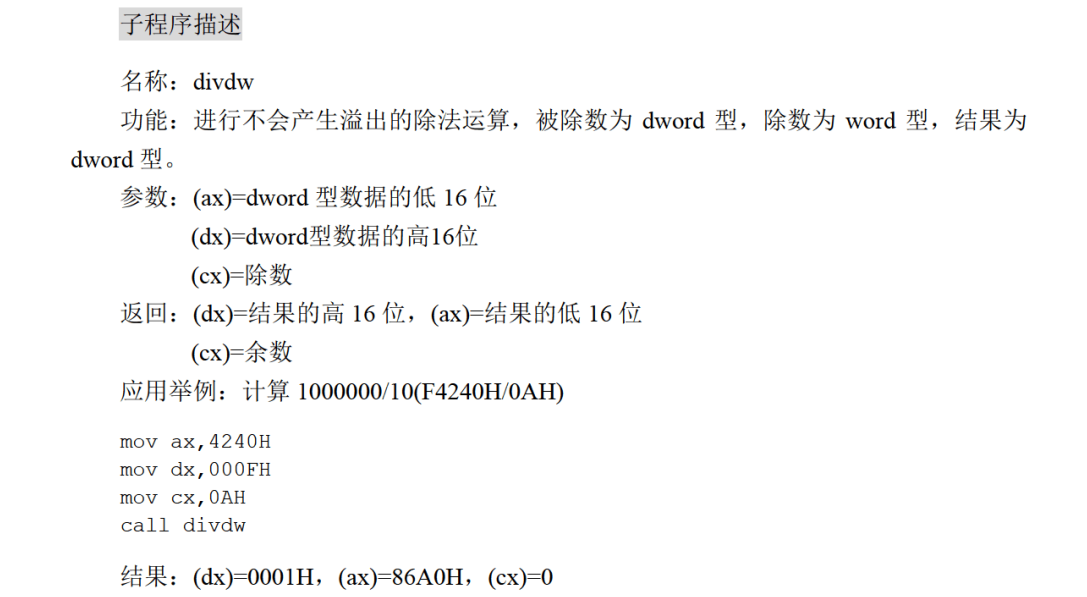 子程序描述
名称：divdw
功能：进行不会产生溢出的除法运算，被除数为 dword 型，除数为 word 型，结果为
dword 型。
参数：(ax)=dword 型数据的低 16 位
(dx)=dword型数据的高16位
(cx)=除数
返回：(dx)=结果的高 16 位，(ax)=结果的低 16 位
(cx)=余数
应用举例：计算 1000000/10(F4240H/0AH)
mov ax,4240H
mov dx,000FH
mov cx,0AH
call divdw
结果：(dx)=0001H，(ax)=86A0H，(cx)=0